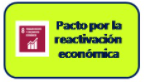 Pacto por la
reactivación
económica